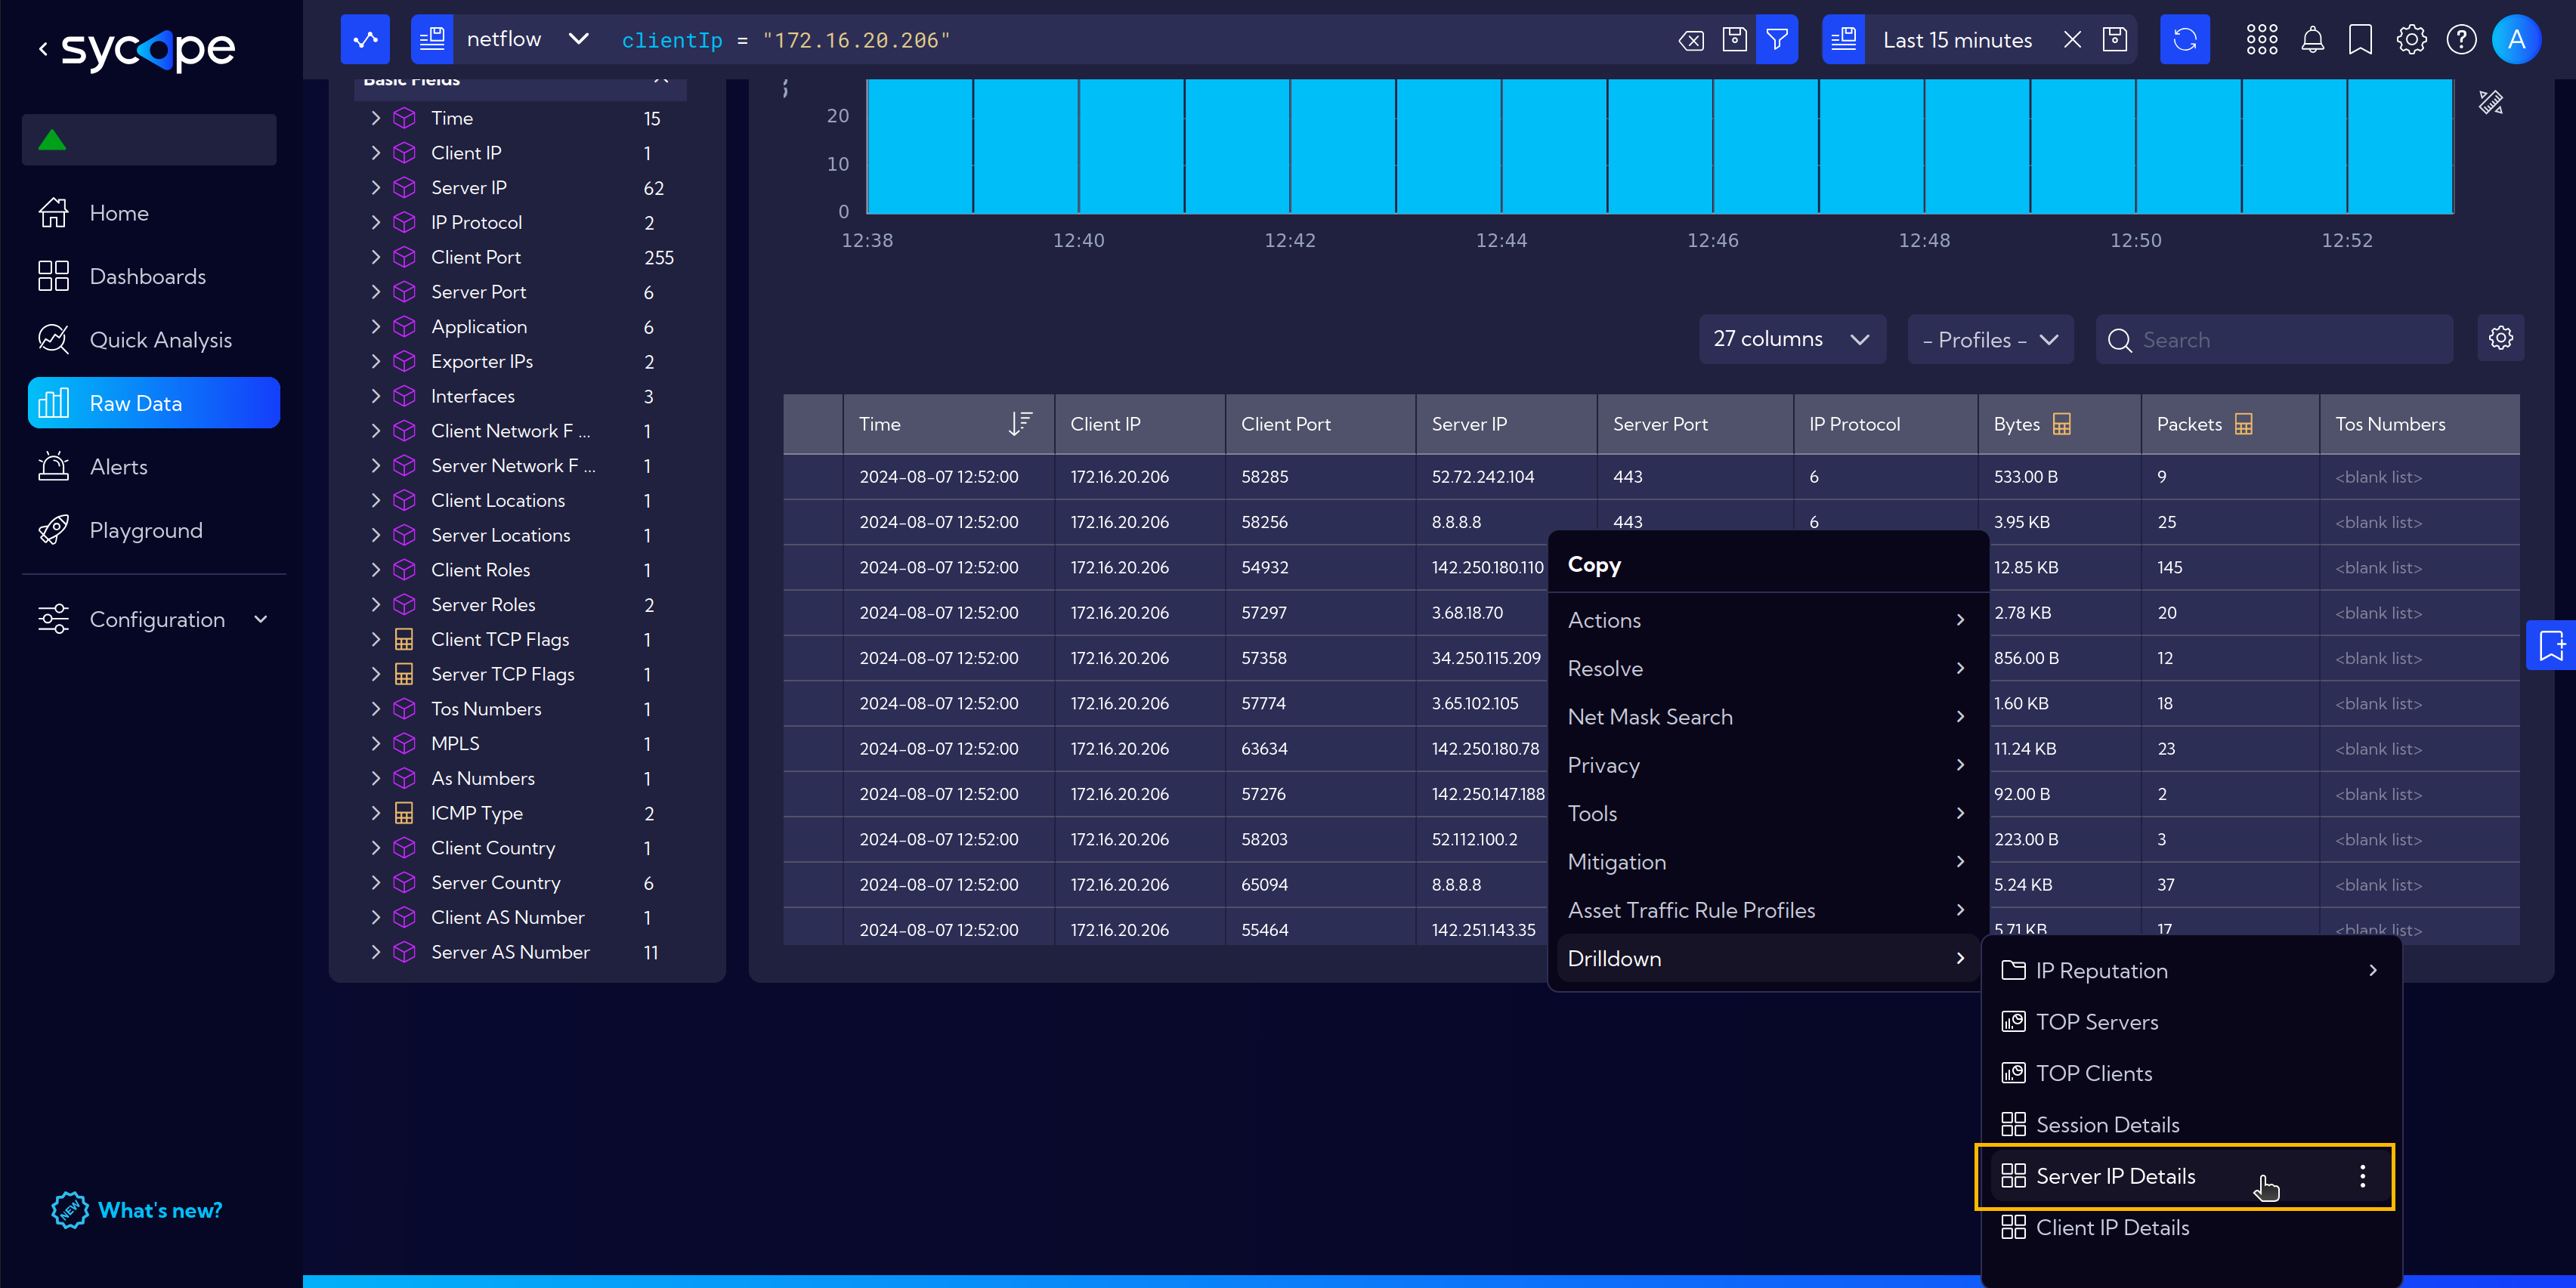 sycope
netflow
clientIp = "172.16.20.206"
Last 15 minutes
A
Home
Dashboards
Quick Analysis
Raw Data
Alerts
Playground
Configuration
NEW
What's new?
Basic Fields
Time 15
Client IP 1
Server IP 62
IP Protocol 2
Client Port 255
Server Port 6
Application 6
Exporter IPs 2
Interfaces 3
Client Network F ... 1
Server Network F ... 1
Client Locations 1
Server Locations 1
Client Roles 1
Server Roles 2
Client TCP Flags 1
Server TCP Flags 1
Tos Numbers 1
MPLS 1
As Numbers 1
ICMP Type 2
Client Country 1
Server Country 6
Client AS Number 1
Server AS Number 11
20
10
0
12:38 12:40 12:42 12:44 12:46 12:48 12:50 12:52
27 columns
- Profiles -
Search
Time Client IP Client Port Server IP Server Port IP Protocol Bytes Packets Tos Numbers
2024-08-07 12:52:00 172.16.20.206 58285 52.72.242.104 443 6 533.00 B 9 <blank list>
2024-08-07 12:52:00 172.16.20.206 58256 8.8.8.8 443 6 3.95 KB 25 <blank list>
2024-08-07 12:52:00 172.16.20.206 54932 142.250.180.110 12.85 KB 145 <blank list>
2024-08-07 12:52:00 172.16.20.206 57297 3.68.18.70 2.78 KB 20 <blank list>
2024-08-07 12:52:00 172.16.20.206 57358 34.250.115.209 856.00 B 12 <blank list>
2024-08-07 12:52:00 172.16.20.206 57774 3.65.102.105 1.60 KB 18 <blank list>
2024-08-07 12:52:00 172.16.20.206 63634 142.250.180.78 11.24 KB 23 <blank list>
2024-08-07 12:52:00 172.16.20.206 57276 142.250.147.188 92.00 B 2 <blank list>
2024-08-07 12:52:00 172.16.20.206 58203 52.112.100.2 223.00 B 3 <blank list>
2024-08-07 12:52:00 172.16.20.206 65094 8.8.8.8 5.24 KB 37 <blank list>
2024-08-07 12:52:00 172.16.20.206 55464 142.251.143.35 5.71 KB 17 <blank list>
Copy
Actions
Resolve
Net Mask Search
Privacy
Tools
Mitigation
Asset Traffic Rule Profiles
Drilldown
IP Reputation
TOP Servers
TOP Clients
Session Details
Server IP Details
Client IP Details